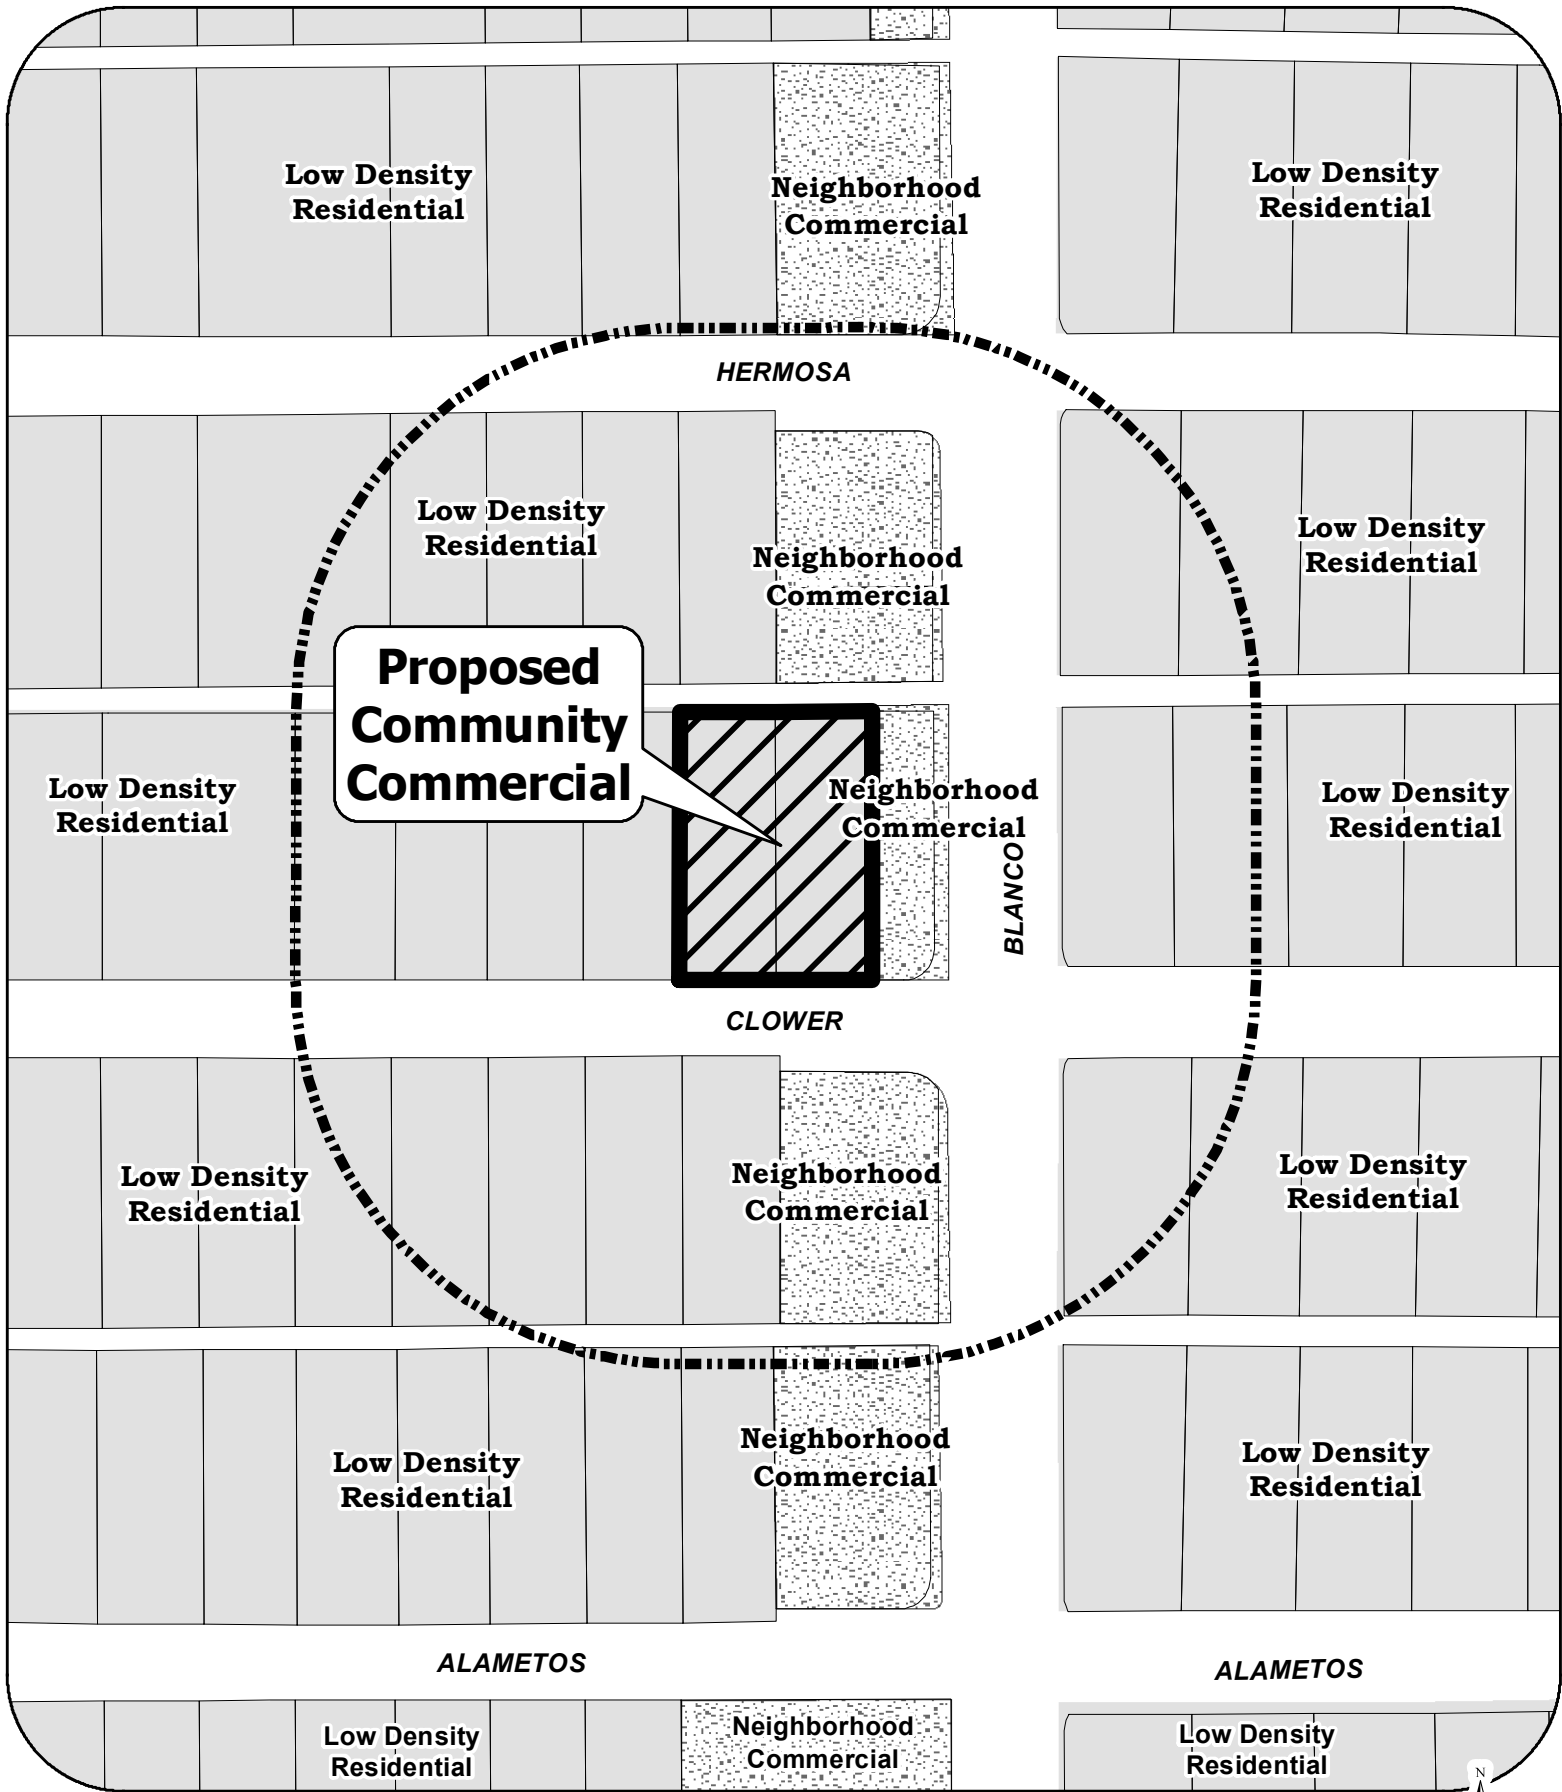 Low Density
Residential
Neighborhood
Commercial
Low Density
Residential
HERMOSA
Low Density
Residential
Neighborhood
Commercial
Low Density
Residential
Proposed
Community
Commercial
Low Density
Residential
Neighborhood
Commercial
Low Density
Residential
BLANCO
CLOWER
Low Density
Residential
Neighborhood
Commercial
Low Density
Residential
Low Density
Residential
Neighborhood
Commercial
Low Density
Residential
ALAMETOS
ALAMETOS
Low Density
Residential
Neighborhood
Commercial
Low Density
Residential
N